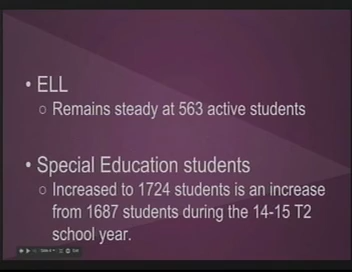 • ELL
o Remains steady at 563 active students
• Special Education students
o Increased to 1724 students is an increase
from 1687 students during the 14-15 T2
school year.